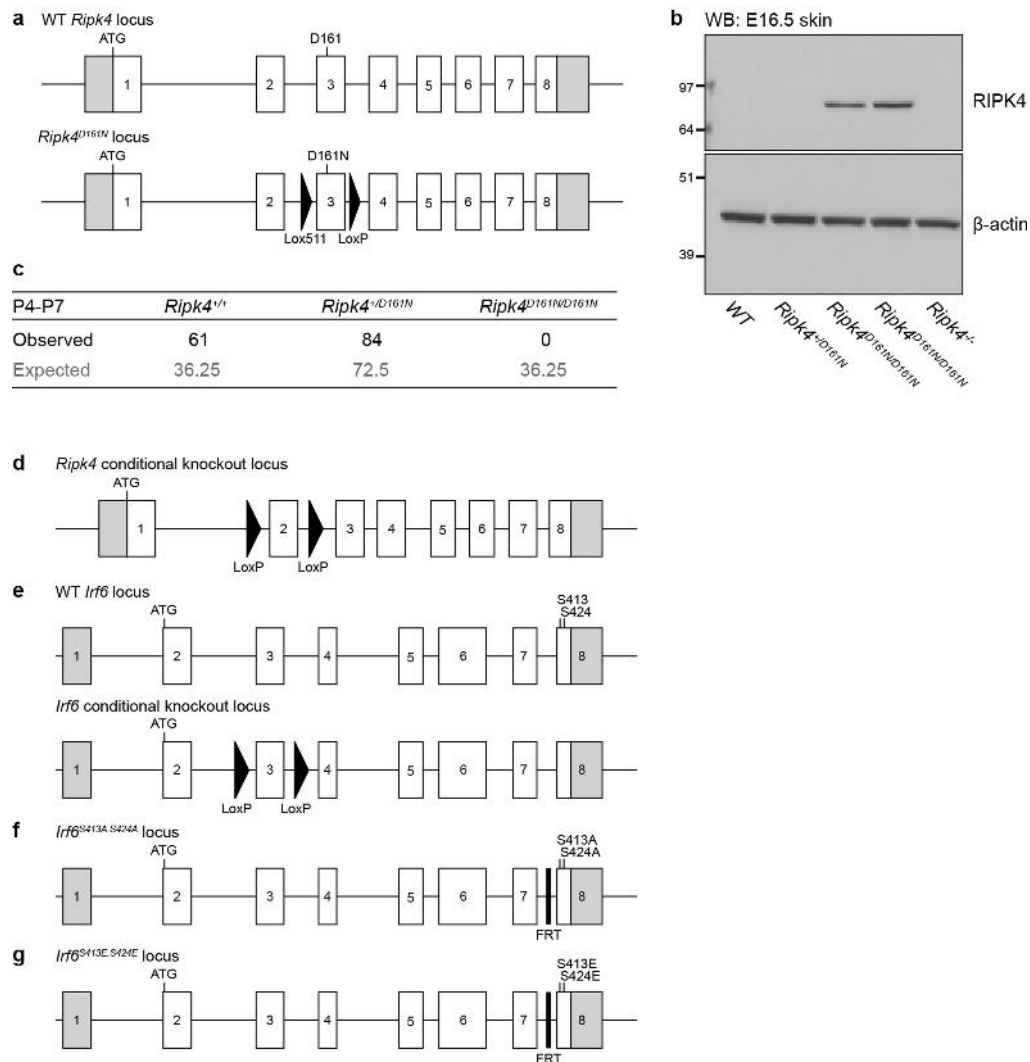 a
WT Ripk4 locus
ATG D161
1 2 3 4 5 6 7 8
Ripk4D161N locus
ATG D161N
1 2 3 4 5 6 7 8
Lox511 LoxP
b WB: E16.5 skin
97
64
RIPK4
51
39
β-actin
WT Ripk4+/D161N Ripk4D161N/D161N Ripk4D161N/D161N Ripk4-/-
c
P4-P7 Ripk4+/+ Ripk4+/D161N Ripk4D161N/D161N
Observed 61 84 0
Expected 36.25 72.5 36.25
d Ripk4 conditional knockout locus
ATG
1 2 3 4 5 6 7 8
LoxP LoxP
e WT Irf6 locus
S413
ATG S424
1 2 3 4 5 6 7 8
Irf6 conditional knockout locus
ATG
1 2 3 4 5 6 7 8
LoxP LoxP
f Irf6S413A.S424A locus
S413A
ATG S424A
1 2 3 4 5 6 7 8
FRT
g Irf6S413E.S424E locus
S413E
ATG S424E
1 2 3 4 5 6 7 8
FRT